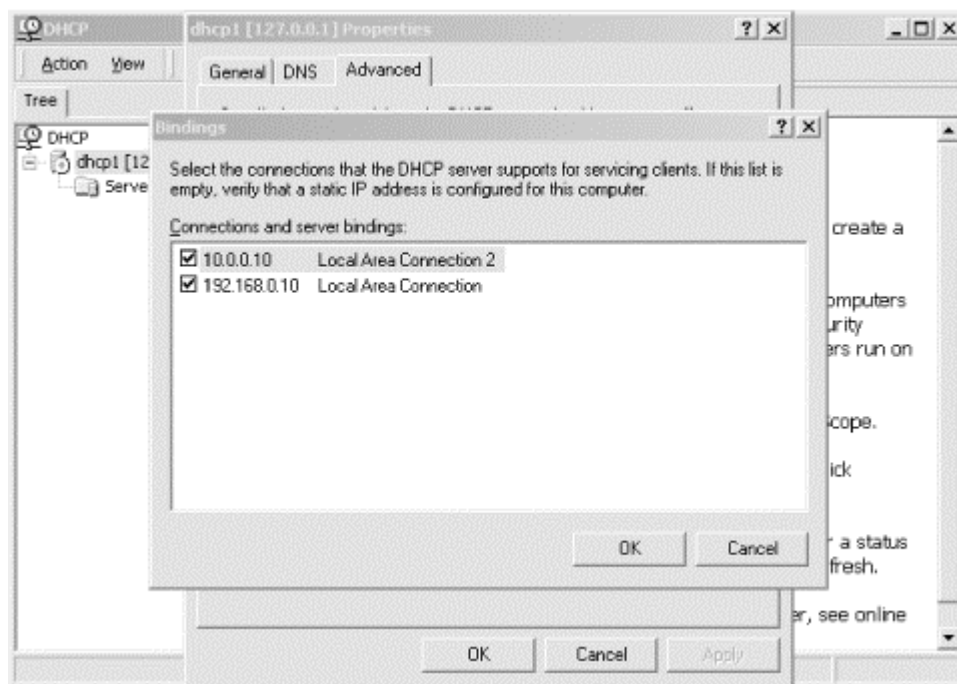 DHCP
dhcp1 [127.0.0.1] Properties
Action View
General DNS Advanced
Tree
Bindings
DHCP
dhcp1 [12
Serve
Select the connections that the DHCP server supports for servicing clients. If this list is
empty, verify that a static IP address is configured for this computer.
Connections and server bindings:
10.0.0.10 Local Area Connection 2
192.168.0.10 Local Area Connection
create a
omputers
urity
ers run on
Scope.
ick
OK Cancel
r a status
fresh.
er, see online
OK Cancel Apply